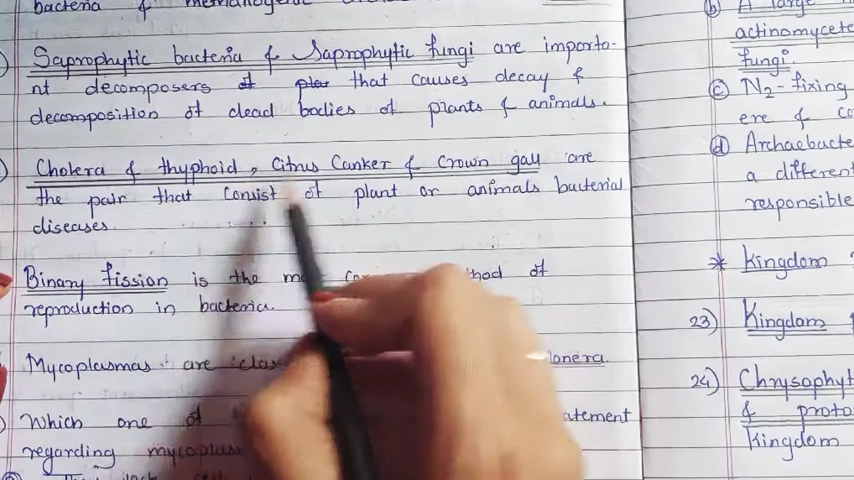 bacteria & methanogenic
Saprophytic bacteria & Saprophytic fungi are importa-
nt decomposers that causes decay &
decomposition of dead bodies of plants & animals.
Cholera & thyphoid, Citrus Canker & Crown gall are
the pair that consist of plant or animals bacterial
diseases.
Binary fission is the of
reproduction in bacteria.
Mycoplasmas are
Which one of
regarding
(b) A large
actinomycete
fungi.
(c) N2-fixing
ere &
(d) Archaebacte
a different
responsible
* Kingdom
23) Kingdom
24) Chrysophyt
& proto
Kingdom